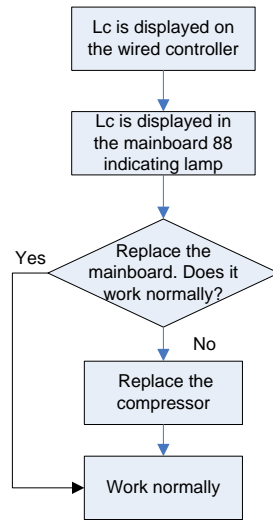 Lc is displayed on
the wired controller
Lc is displayed in
the mainboard 88
indicating lamp
Replace the
mainboard. Does it
work normally?
Yes
No
Replace the
compressor
Work normally